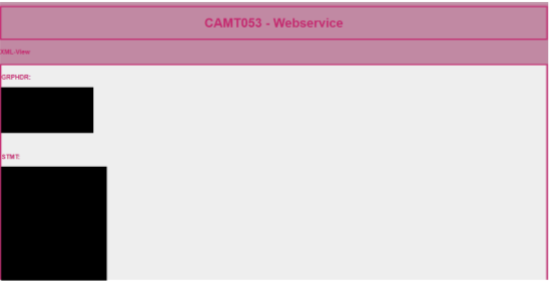 CAMT053 - Webservice
XML-View
GRPHDR:
STMT: